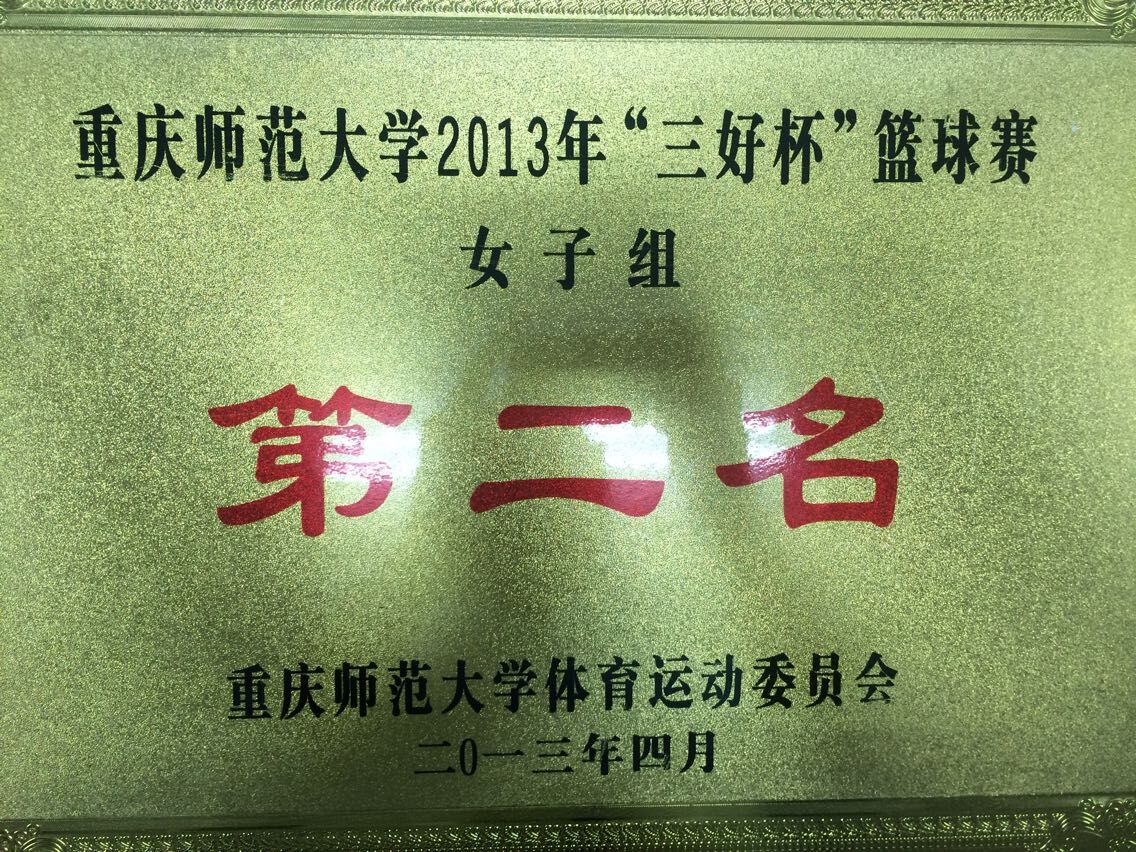 重庆师范大学2013年“三好杯”篮球赛
女子组
第二名
重庆师范大学体育运动委员会
二0一三年四月